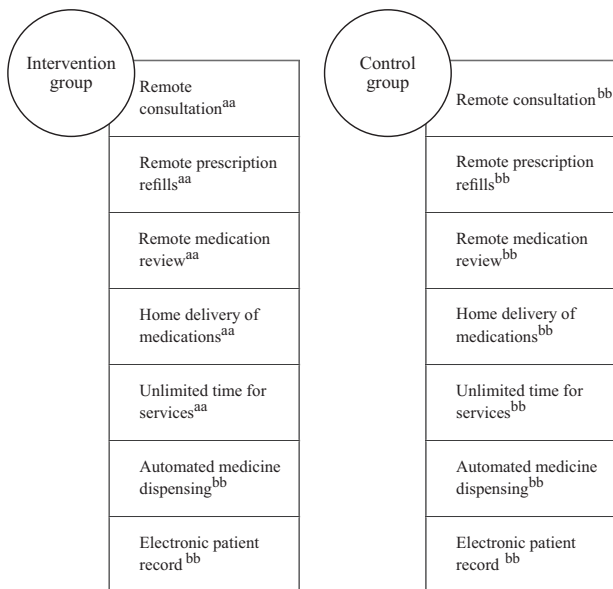 Intervention
group
Remote
consultationaa
Remote prescription
refillsaa
Remote medication
reviewaa
Home delivery of
medicationsaa
Unlimited time for
servicesaa
Automated medicine
dispensingbb
Electronic patient
recordbb
Control
group
Remote consultationbb
Remote prescription
refillsbb
Remote medication
reviewbb
Home delivery of
medicationsbb
Unlimited time for
servicesbb
Automated medicine
dispensingbb
Electronic patient
record bb